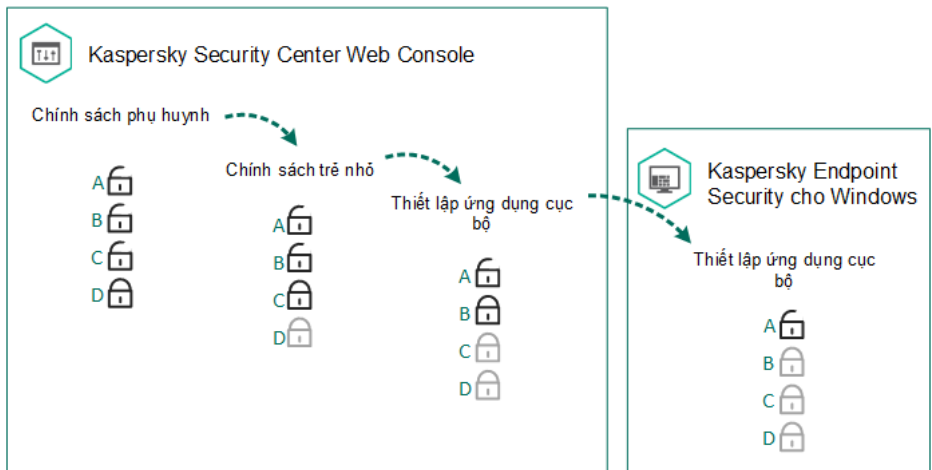 Kaspersky Security Center Web Console
Chính sách phụ huynh
A
B
C
D
Chính sách trẻ nhỏ
A
B
C
D
Thiết lập ứng dụng cục
bộ
A
B
C
D
Kaspersky Endpoint
Security cho Windows
Thiết lập ứng dụng cục
bộ
A
B
C
D